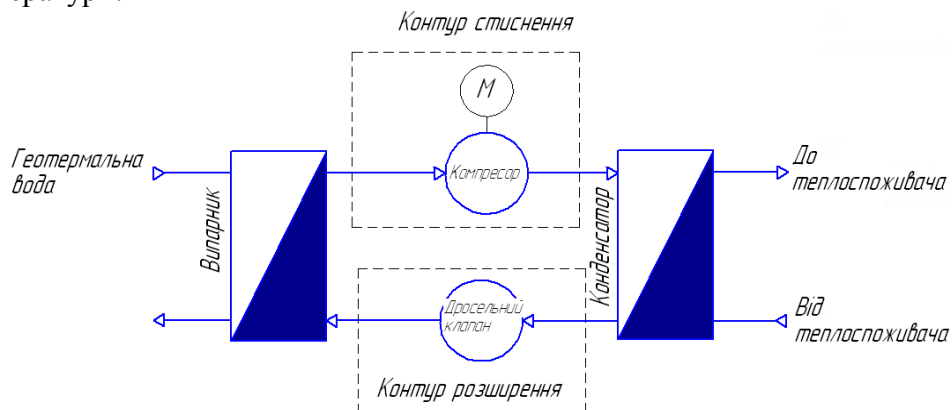 Контур стиснення
М
Геотермальна
вода
Випарник
Компресор
Конденсатор
До
теплоспоживача
Дросельний
клапан
Від
теплоспоживача
Контур розширення